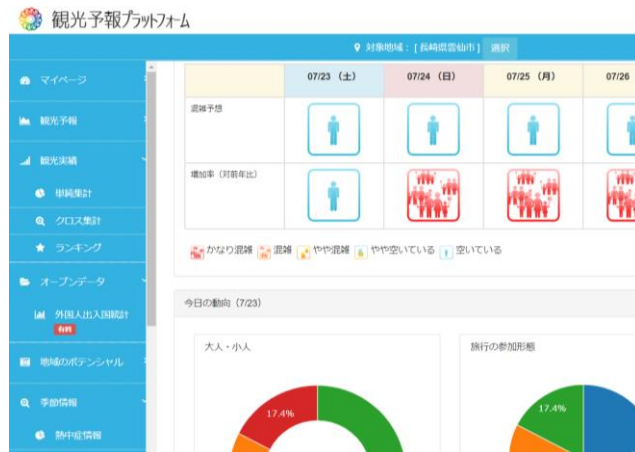 観光予報プラットフォーム
対象地域：[ 長崎県雲仙市 ] 選択
マイページ
観光予報
観光実績
単純集計
クロス集計
ランキング
オープンデータ
外国人出入国統計
有料
地域のポテンシャル
季節情報
熱中症情報
07/23 （土） 07/24 （日） 07/25 （月） 07/26
混雑予想
増加率（対前年比）
かなり混雑 混雑 やや混雑 やや空いている 空いている
今日の動向（7/23）
大人・小人 旅行の参加形態
17.4% 17.4%